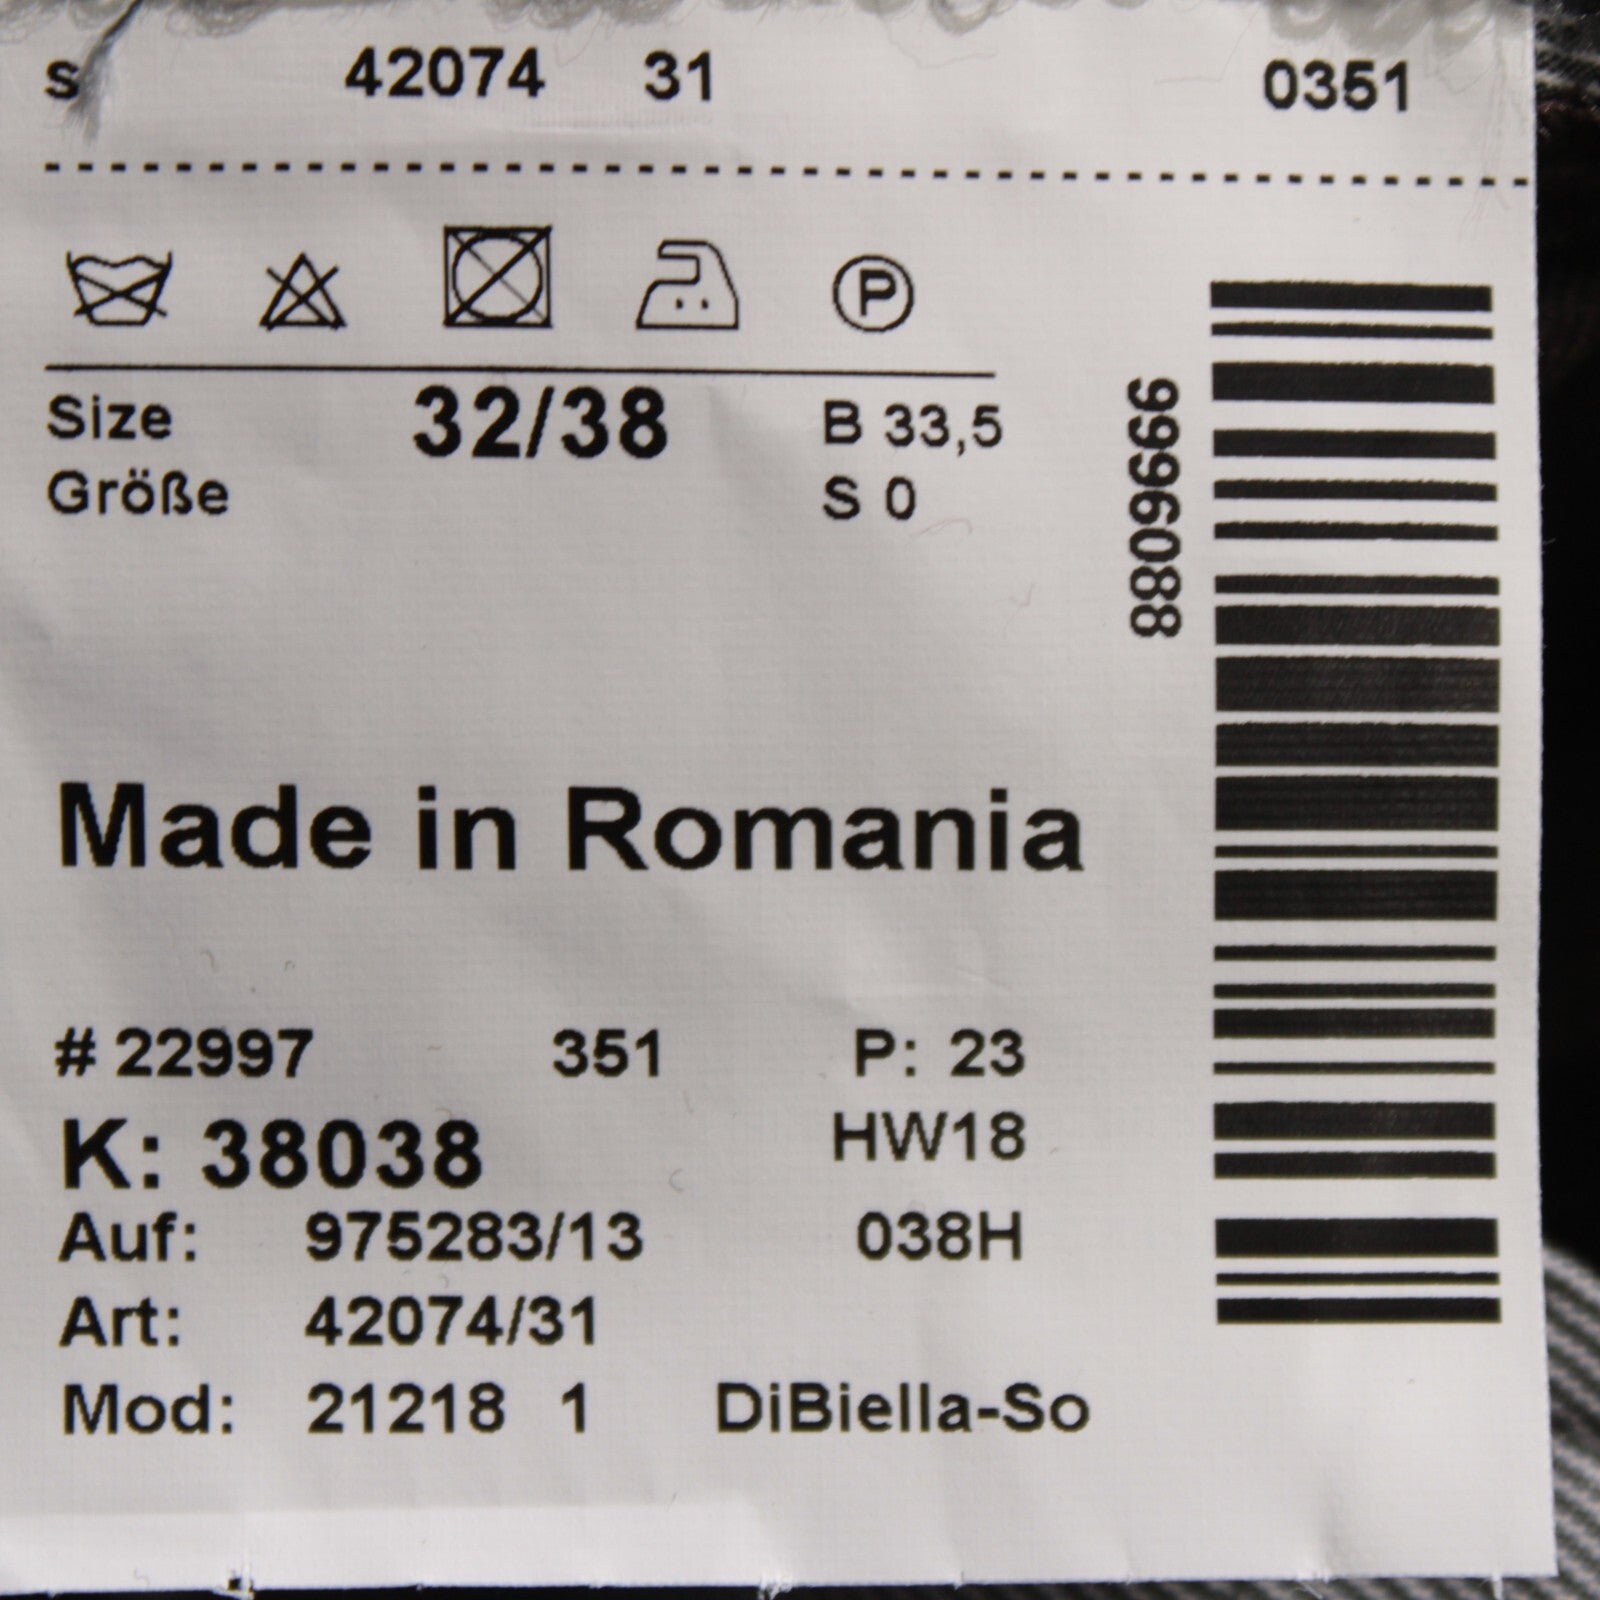 s 42074 31 0351
P
Size 32/38 B 33,5
Größe S 0
88096999
Made in Romania
# 22997 351 P: 23
K: 38038 HW18
Auf: 975283/13 038H
Art: 42074/31
Mod: 21218 1 DiBiella-So